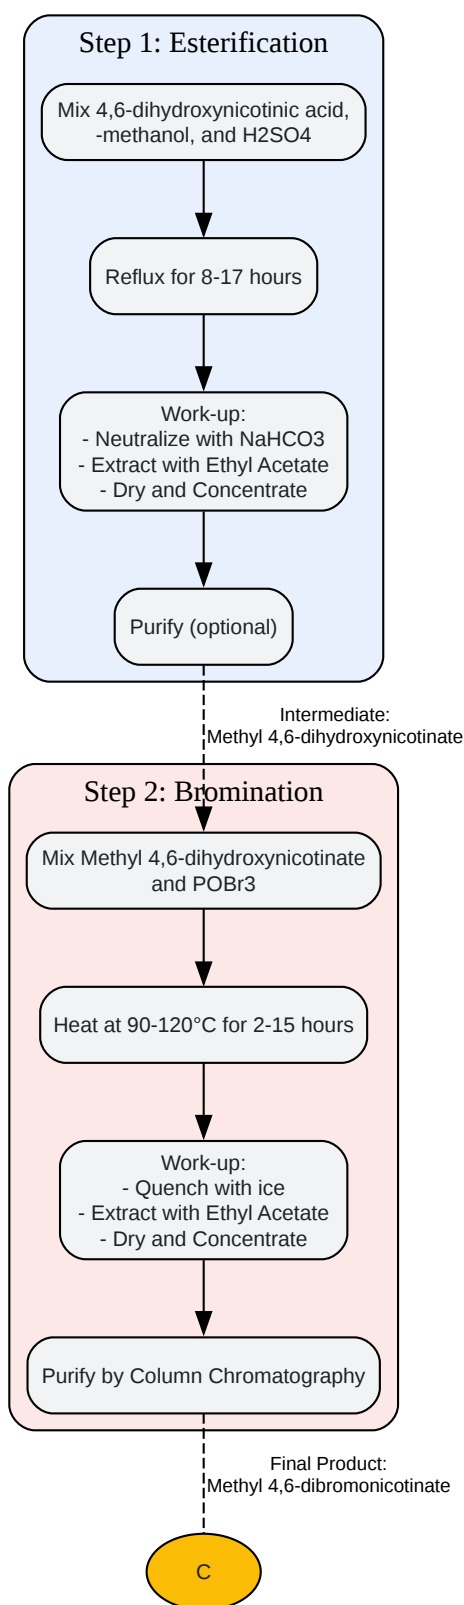 Step 1: Esterification
Mix 4,6-dihydroxynicotinic acid,
-methanol, and H2SO4
Reflux for 8-17 hours
Work-up:
- Neutralize with NaHCO3
- Extract with Ethyl Acetate
- Dry and Concentrate
Purify (optional)
Intermediate:
Methyl 4,6-dihydroxynicotinate
Step 2: Bromination
Mix Methyl 4,6-dihydroxynicotinate
and POBr3
Heat at 90-120°C for 2-15 hours
Work-up:
- Quench with ice
- Extract with Ethyl Acetate
- Dry and Concentrate
Purify by Column Chromatography
Final Product:
Methyl 4,6-dibromonicotinate
C